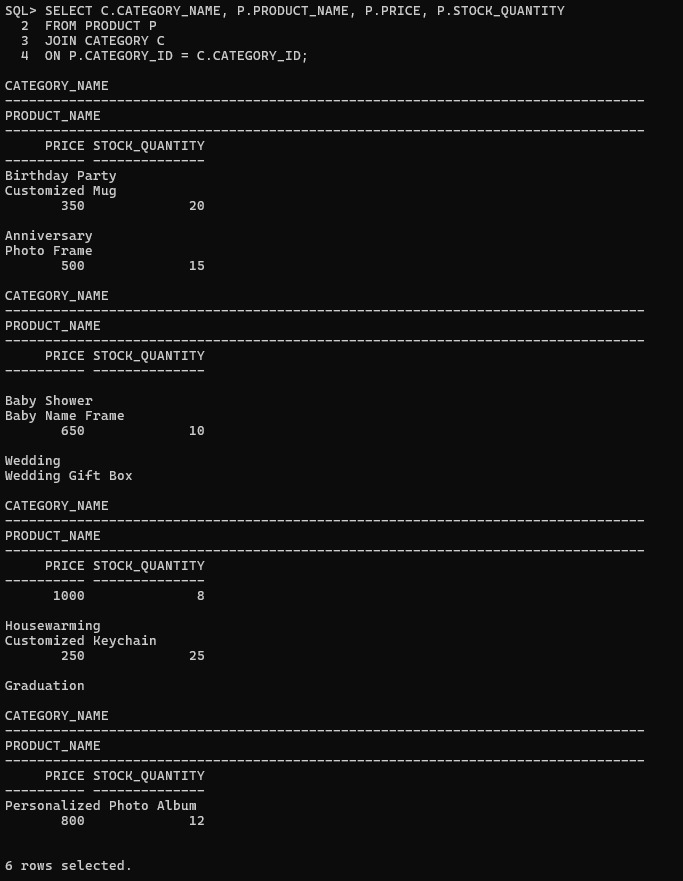 SQL> SELECT C.CATEGORY_NAME, P.PRODUCT_NAME, P.PRICE, P.STOCK_QUANTITY
  2  FROM PRODUCT P
  3  JOIN CATEGORY C
  4  ON P.CATEGORY_ID = C.CATEGORY_ID;

CATEGORY_NAME
--------------------------------------------------------------------------------
PRODUCT_NAME
--------------------------------------------------------------------------------
     PRICE STOCK_QUANTITY
---------- --------------
Birthday Party
Customized Mug
       350             20

Anniversary
Photo Frame
       500             15

CATEGORY_NAME
--------------------------------------------------------------------------------
PRODUCT_NAME
--------------------------------------------------------------------------------
     PRICE STOCK_QUANTITY
---------- --------------

Baby Shower
Baby Name Frame
       650             10

Wedding
Wedding Gift Box

CATEGORY_NAME
--------------------------------------------------------------------------------
PRODUCT_NAME
--------------------------------------------------------------------------------
     PRICE STOCK_QUANTITY
---------- --------------
      1000              8

Housewarming
Customized Keychain
       250             25

Graduation

CATEGORY_NAME
--------------------------------------------------------------------------------
PRODUCT_NAME
--------------------------------------------------------------------------------
     PRICE STOCK_QUANTITY
---------- --------------
Personalized Photo Album
       800             12


6 rows selected.